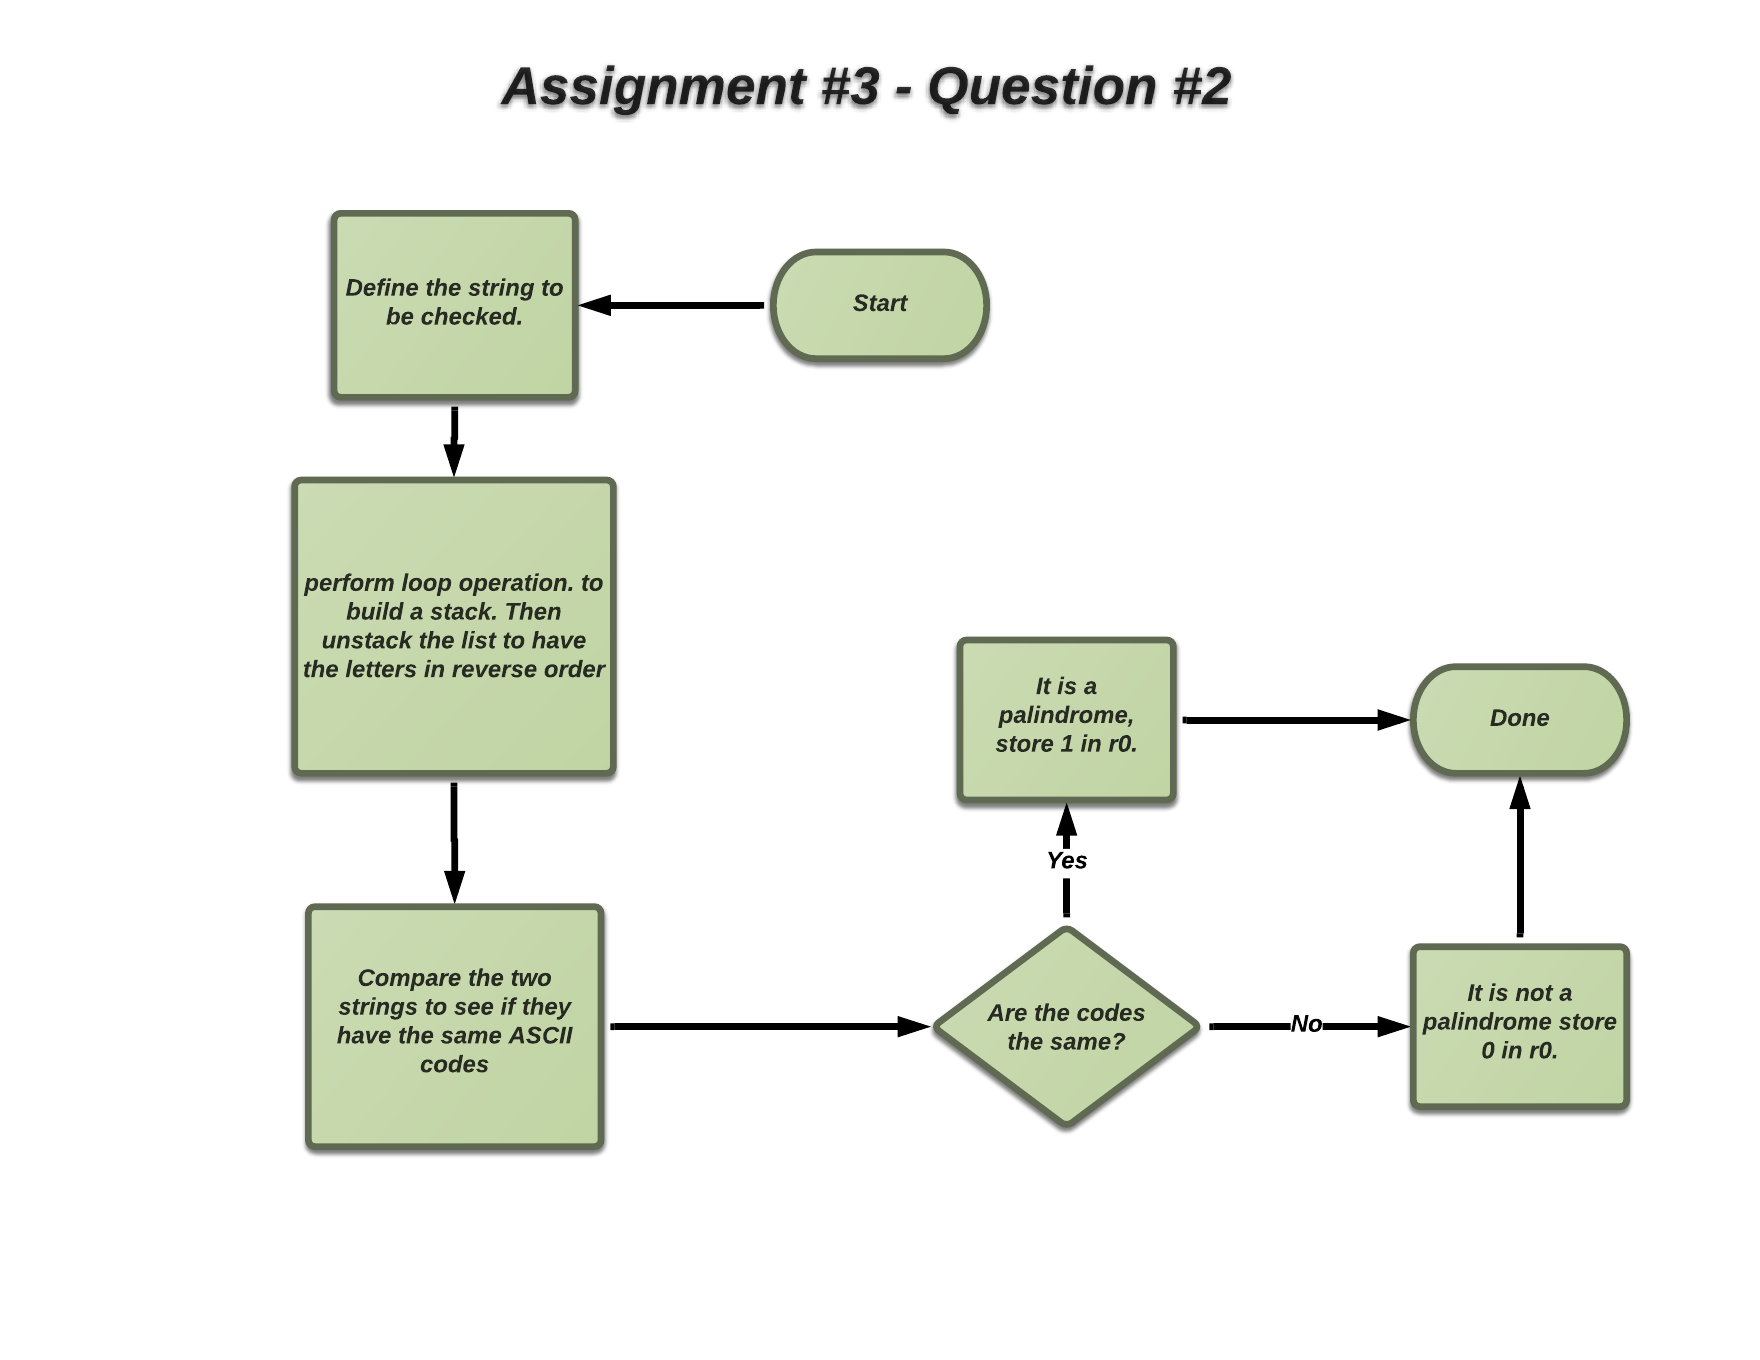 Assignment #3 - Question #2
Start
Define the string to
be checked.
perform loop operation. to
build a stack. Then
unstack the list to have
the letters in reverse order
Compare the two
strings to see if they
have the same ASCII
codes
Are the codes
the same?
Yes
It is a
palindrome,
store 1 in r0.
No
It is not a
palindrome store
0 in r0.
Done